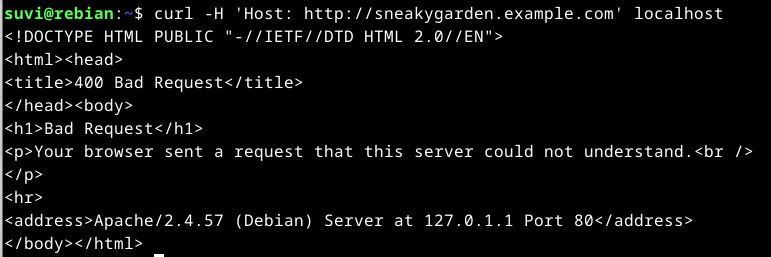 suvi@rebian:~$ curl -H 'Host: http://sneakygarden.example.com' localhost
<!DOCTYPE HTML PUBLIC "-//IETF//DTD HTML 2.0//EN">
<html><head>
<title>400 Bad Request</title>
</head><body>
<h1>Bad Request</h1>
<p>Your browser sent a request that this server could not understand.<br />
</p>
<hr>
<address>Apache/2.4.57 (Debian) Server at 127.0.1.1 Port 80</address>
</body></html>